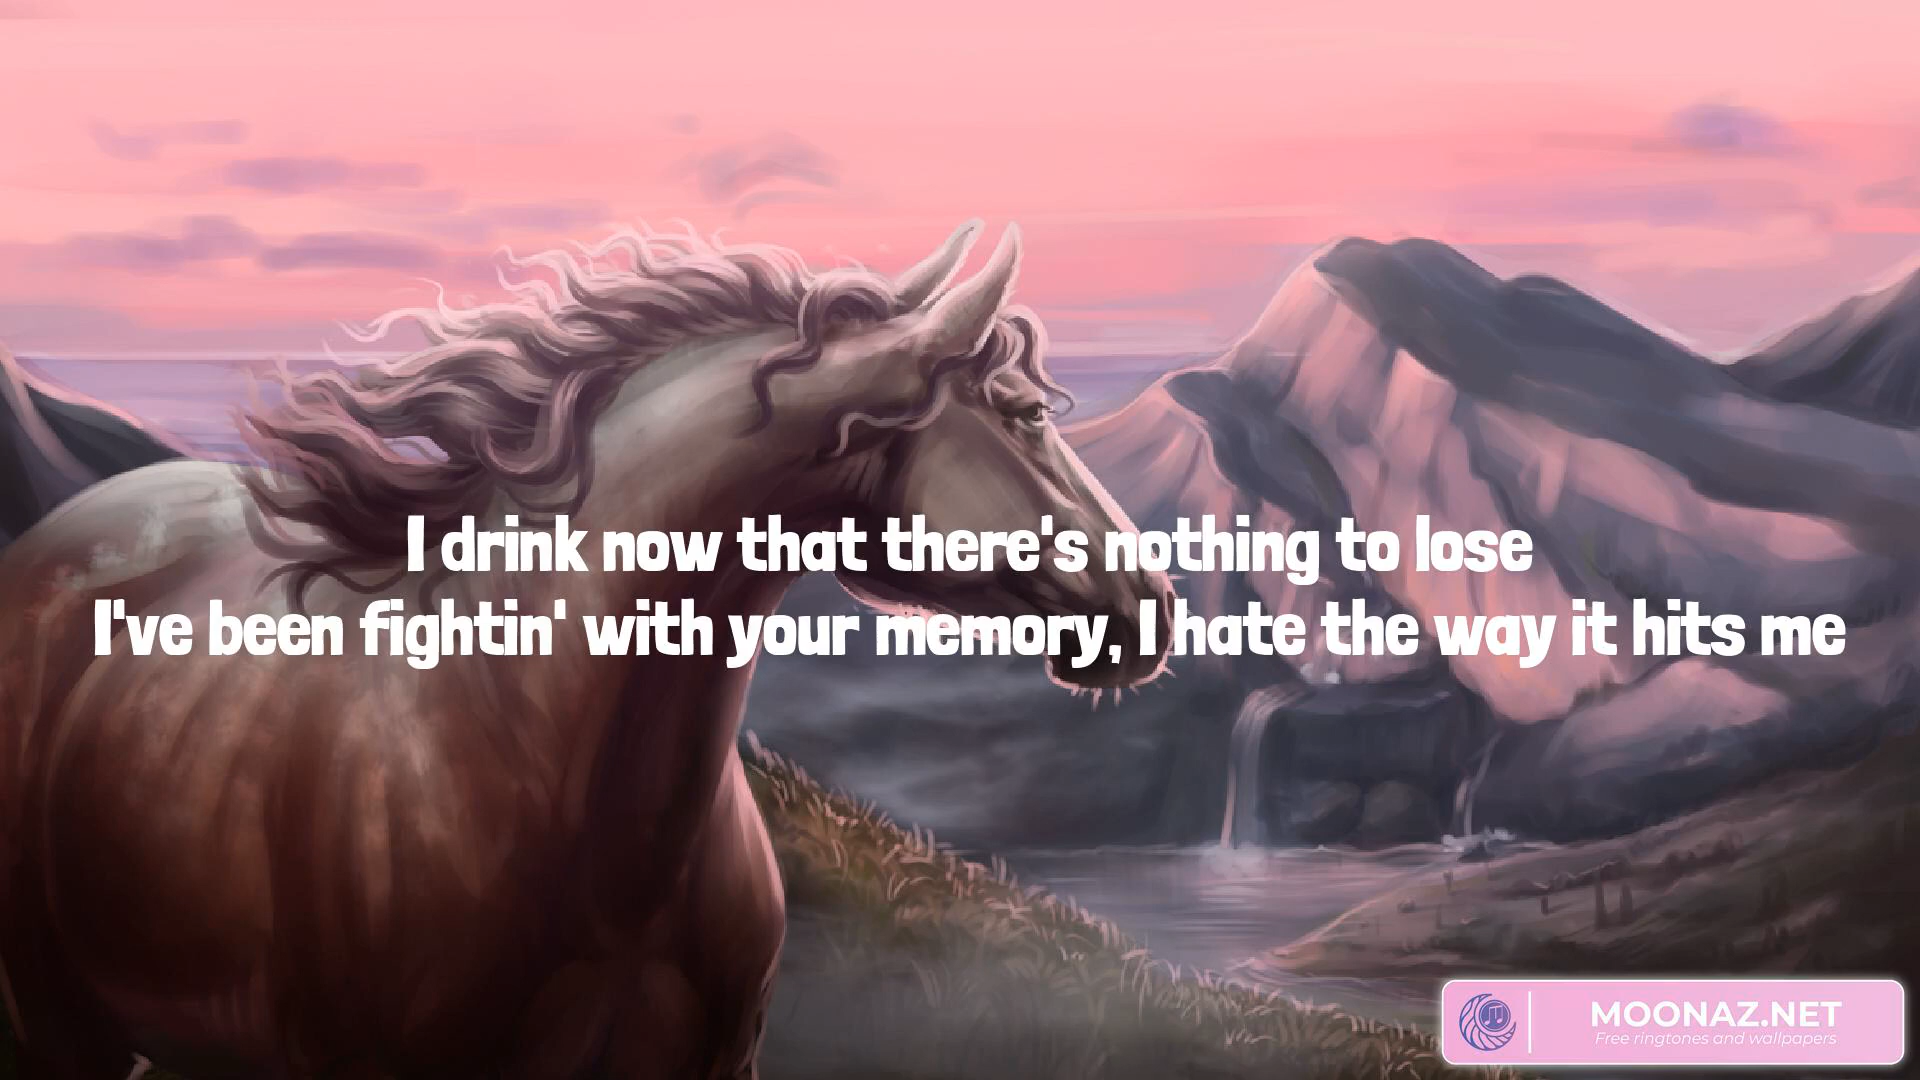 I drink now that there's nothing to lose
I've been fightin' with your memory, I hate the way it hits me
MOONAZ.NET
Free ringtones and wallpapers